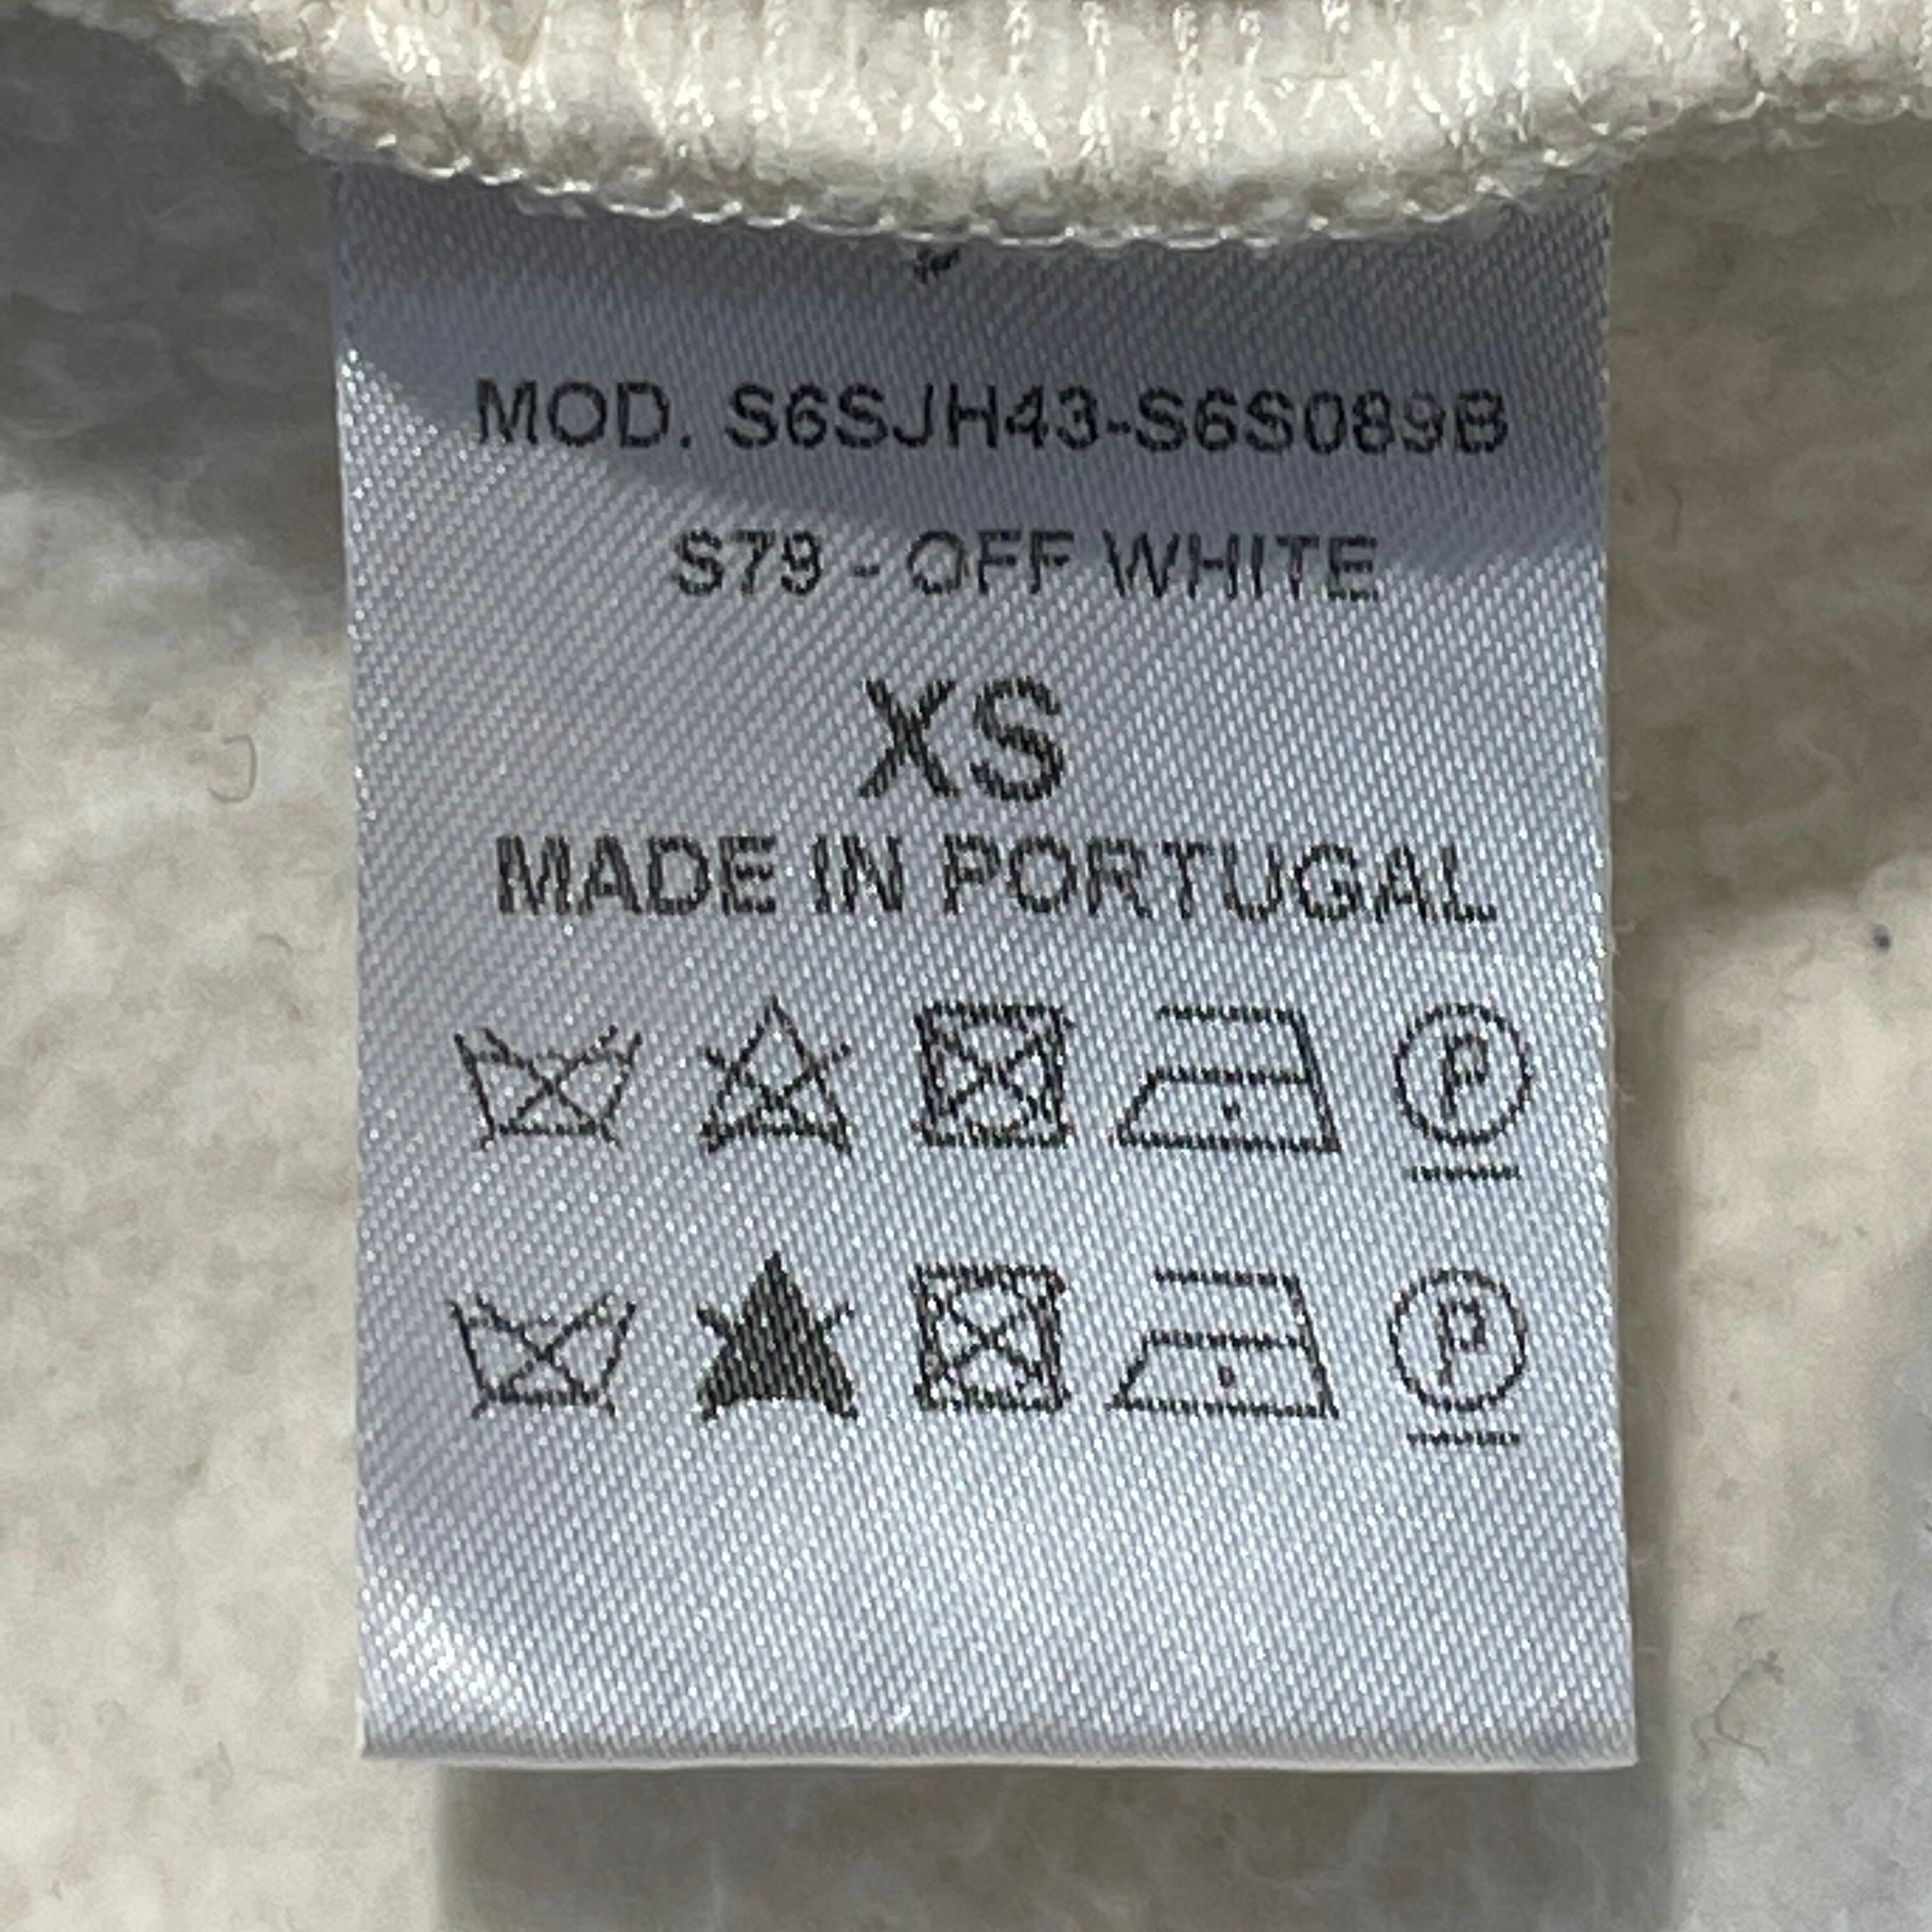 MOD. S6SJH43-S6S089B
S79 - OFF WHITE
XS
MADE IN PORTUGAL
P
P